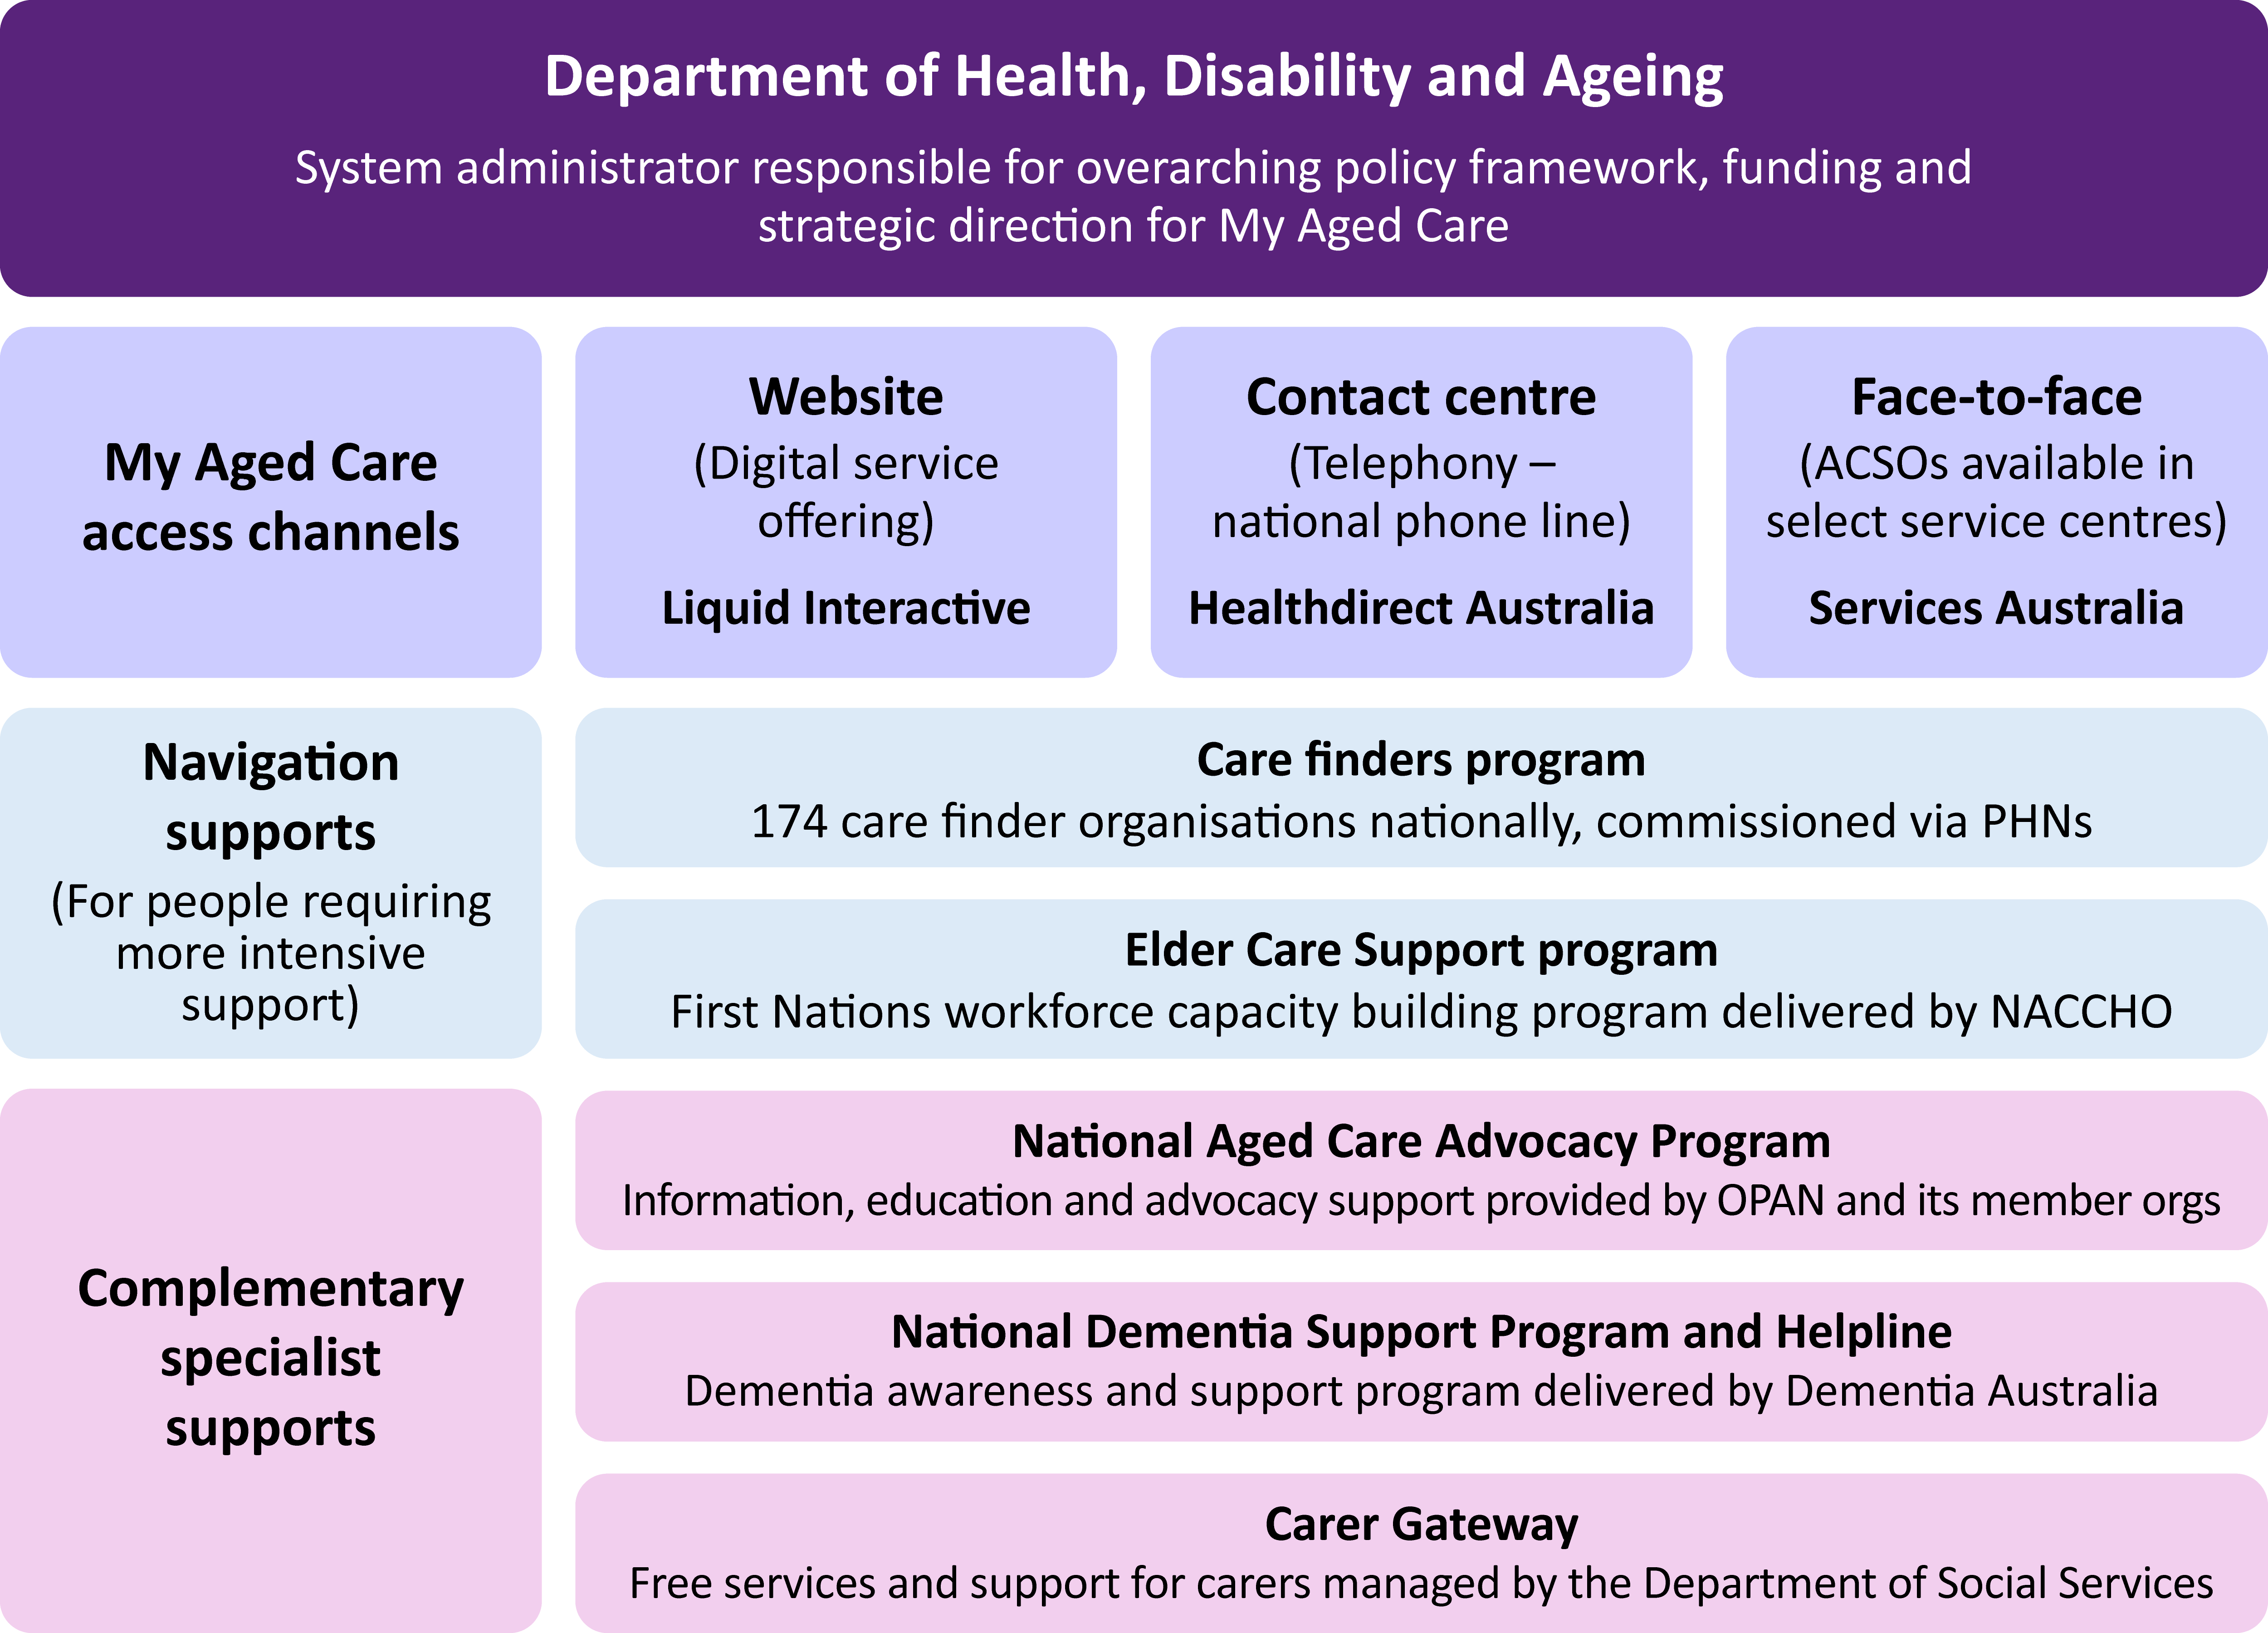 Department of Health, Disability and Ageing
System administrator responsible for overarching policy framework, funding and
strategic direction for My Aged Care
My Aged Care
access channels
Website
(Digital service
offering)
Liquid Interactive
Contact centre
(Telephony –
national phone line)
Healthdirect Australia
Face-to-face
(ACSOs available in
select service centres)
Services Australia
Navigation
supports
(For people requiring
more intensive
support)
Care finders program
174 care finder organisations nationally, commissioned via PHNs
Elder Care Support program
First Nations workforce capacity building program delivered by NACCHO
Complementary
specialist
supports
National Aged Care Advocacy Program
Information, education and advocacy support provided by OPAN and its member orgs
National Dementia Support Program and Helpline
Dementia awareness and support program delivered by Dementia Australia
Carer Gateway
Free services and support for carers managed by the Department of Social Services